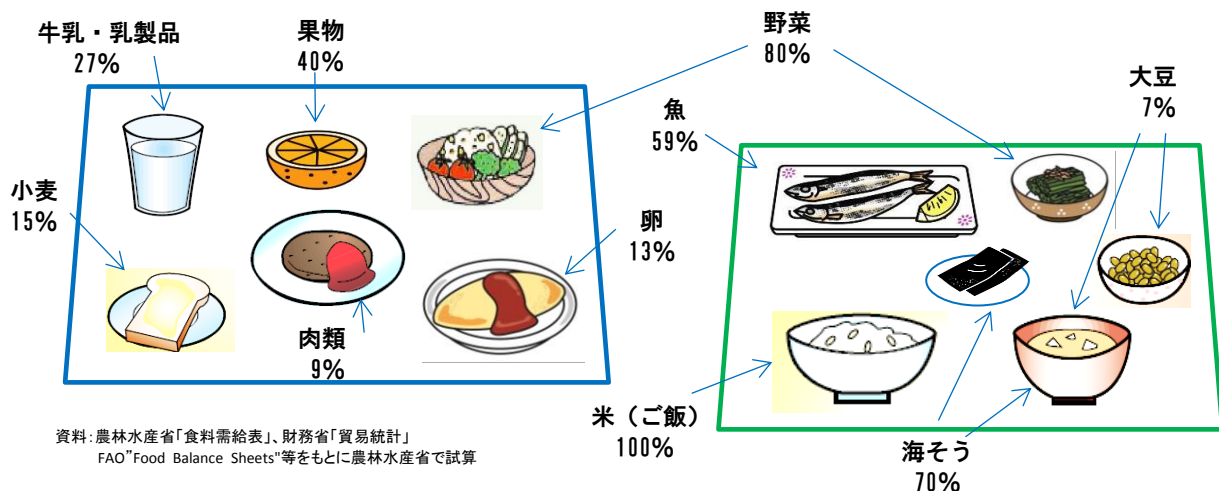 牛乳・乳製品
27%
果物
40%
野菜
80%
大豆
7%
魚
59%
小麦
15%
卵
13%
肉類
9%
米（ご飯）
100%
海そう
70%
資料：農林水産省「食料需給表」、財務省「貿易統計」
FAO”Food Balance Sheets"等をもとに農林水産省で試算